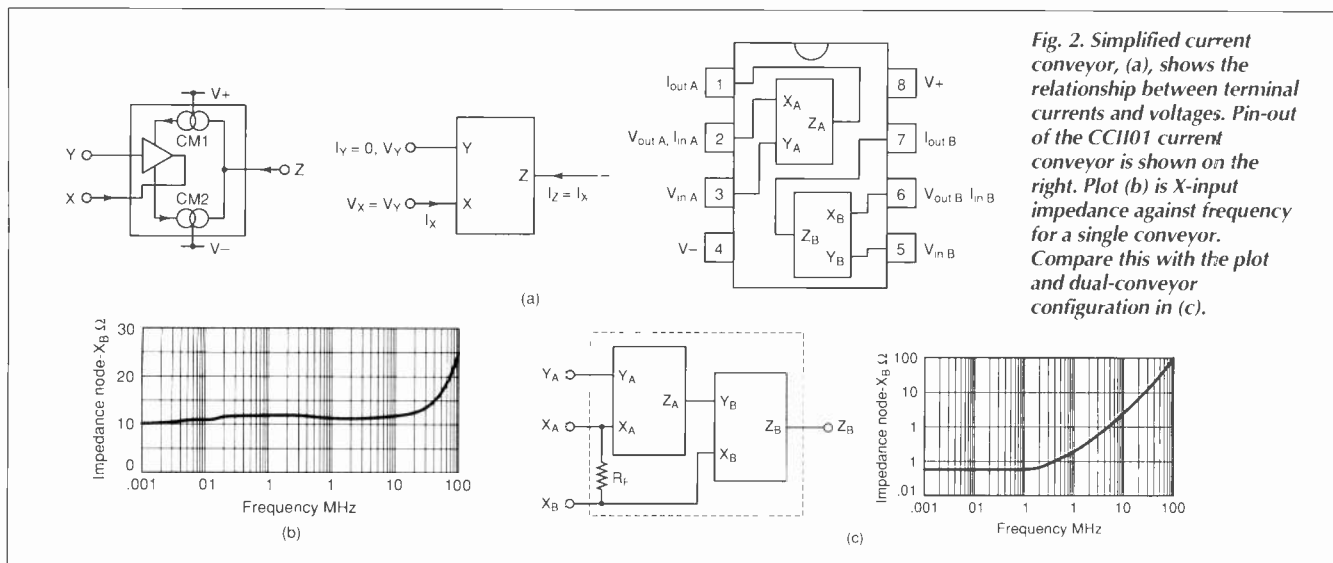 Fig. 2. Simplified current
conveyor, (a), shows the
relationship between terminal
currents and voltages. Pin-out
of the CCII01 current
conveyor is shown on the
right. Plot (b) is X-input
impedance against frequency
for a single conveyor.
Compare this with the plot
and dual-conveyor
configuration in (c).
V+
CM1
Y
X
Z
CM2
V−
I_Y = 0, V_Y
Y
Z
I_Z = I_X
V_X = V_Y
I_X
X
I_out A
1
V_out A, I_in A
2
V_in A
3
V−
4
X_A
Y_A
Z_A
X_B
Z_B
Y_B
8
V+
7
I_out B
6
V_out B I_in B
5
V_in B
(a)
Impedance node-X_B Ω
30
20
10
0
.001
01
1
1
10
100
Frequency MHz
(b)
Y_A
Y_A
Z_A
X_A
X_A
Y_B
Z_B
Z_B
X_B
X_B
(c)
Impedance node-X_B Ω
100
10
1
.1
.01
.001
.01
1
1
10
100
Frequency MHz